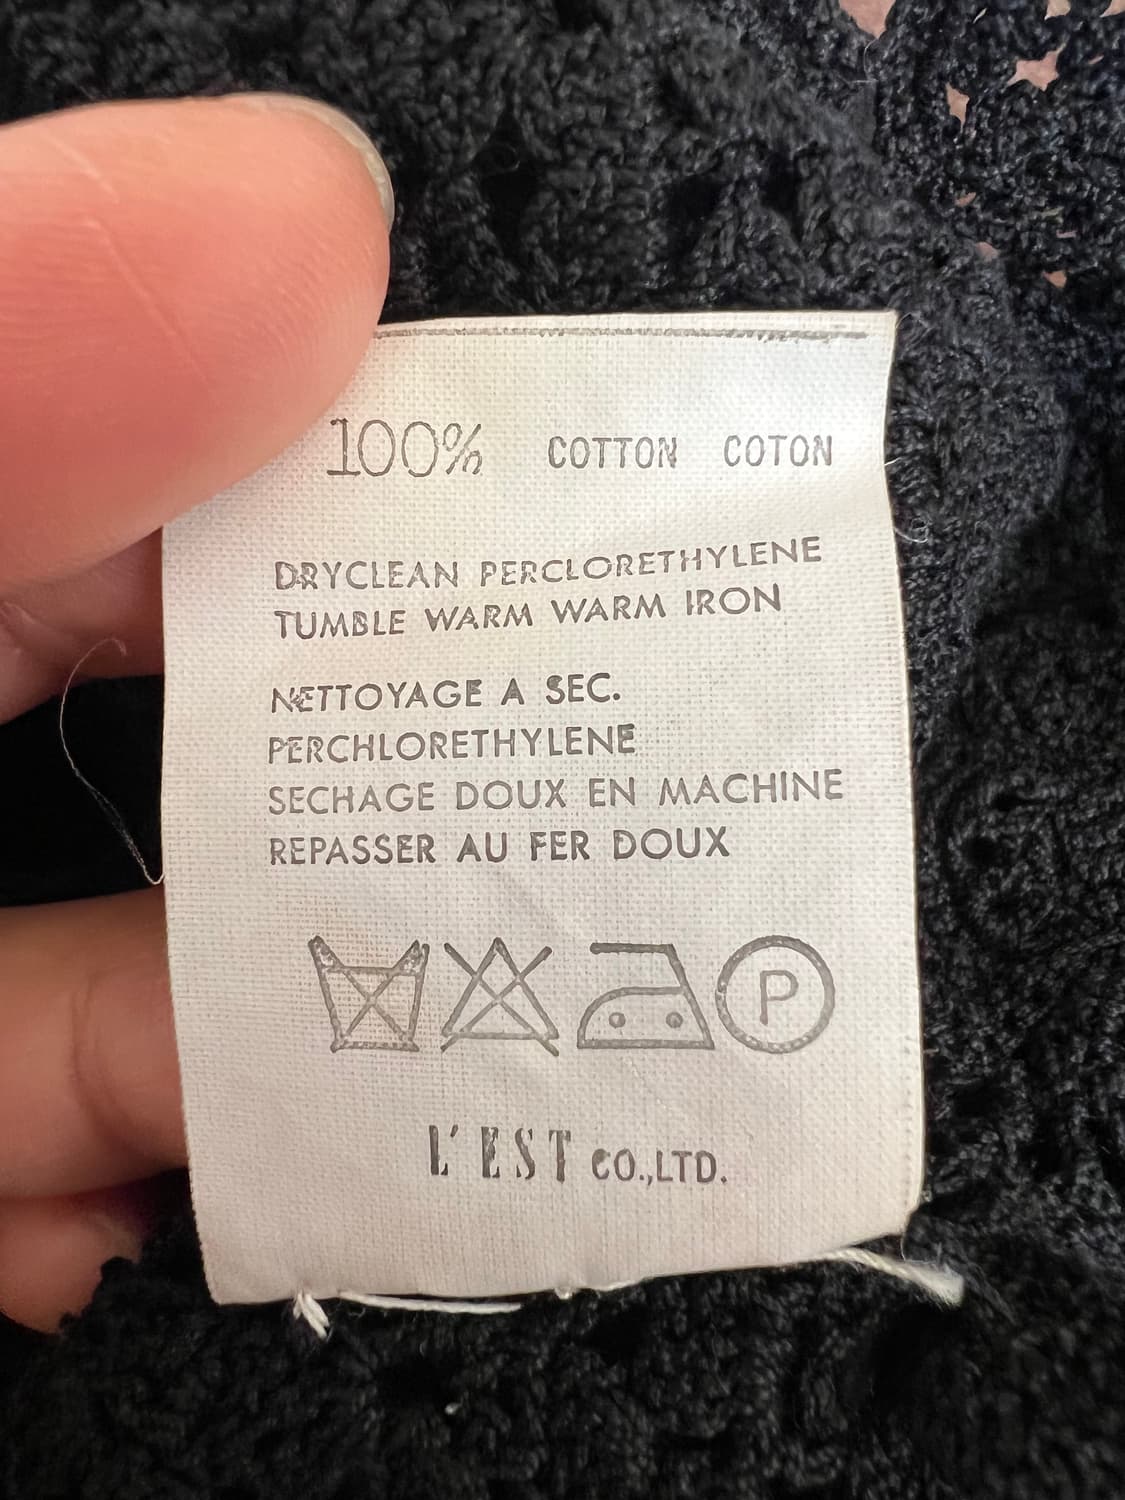 100% COTTON COTON
DRYCLEAN PERCLORETHYLENE
TUMBLE WARM WARM IRON
NETTOYAGE A SEC.
PERCHLORETHYLENE
SECHAGE DOUX EN MACHINE
REPASSER AU FER DOUX
P
L'EST CO.,LTD.